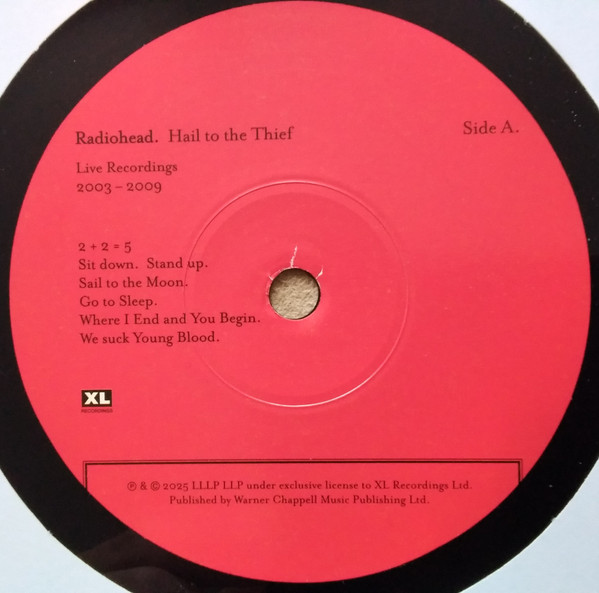 Radiohead. Hail to the Thief
Side A.
Live Recordings
2003 – 2009
2 + 2 = 5
Sit down. Stand up.
Sail to the Moon.
Go to Sleep.
Where I End and You Begin.
We suck Young Blood.
XL
RECORDINGS
℗ & © 2025 LLLP LLP under exclusive license to XL Recordings Ltd.
Published by Warner Chappell Music Publishing Ltd.